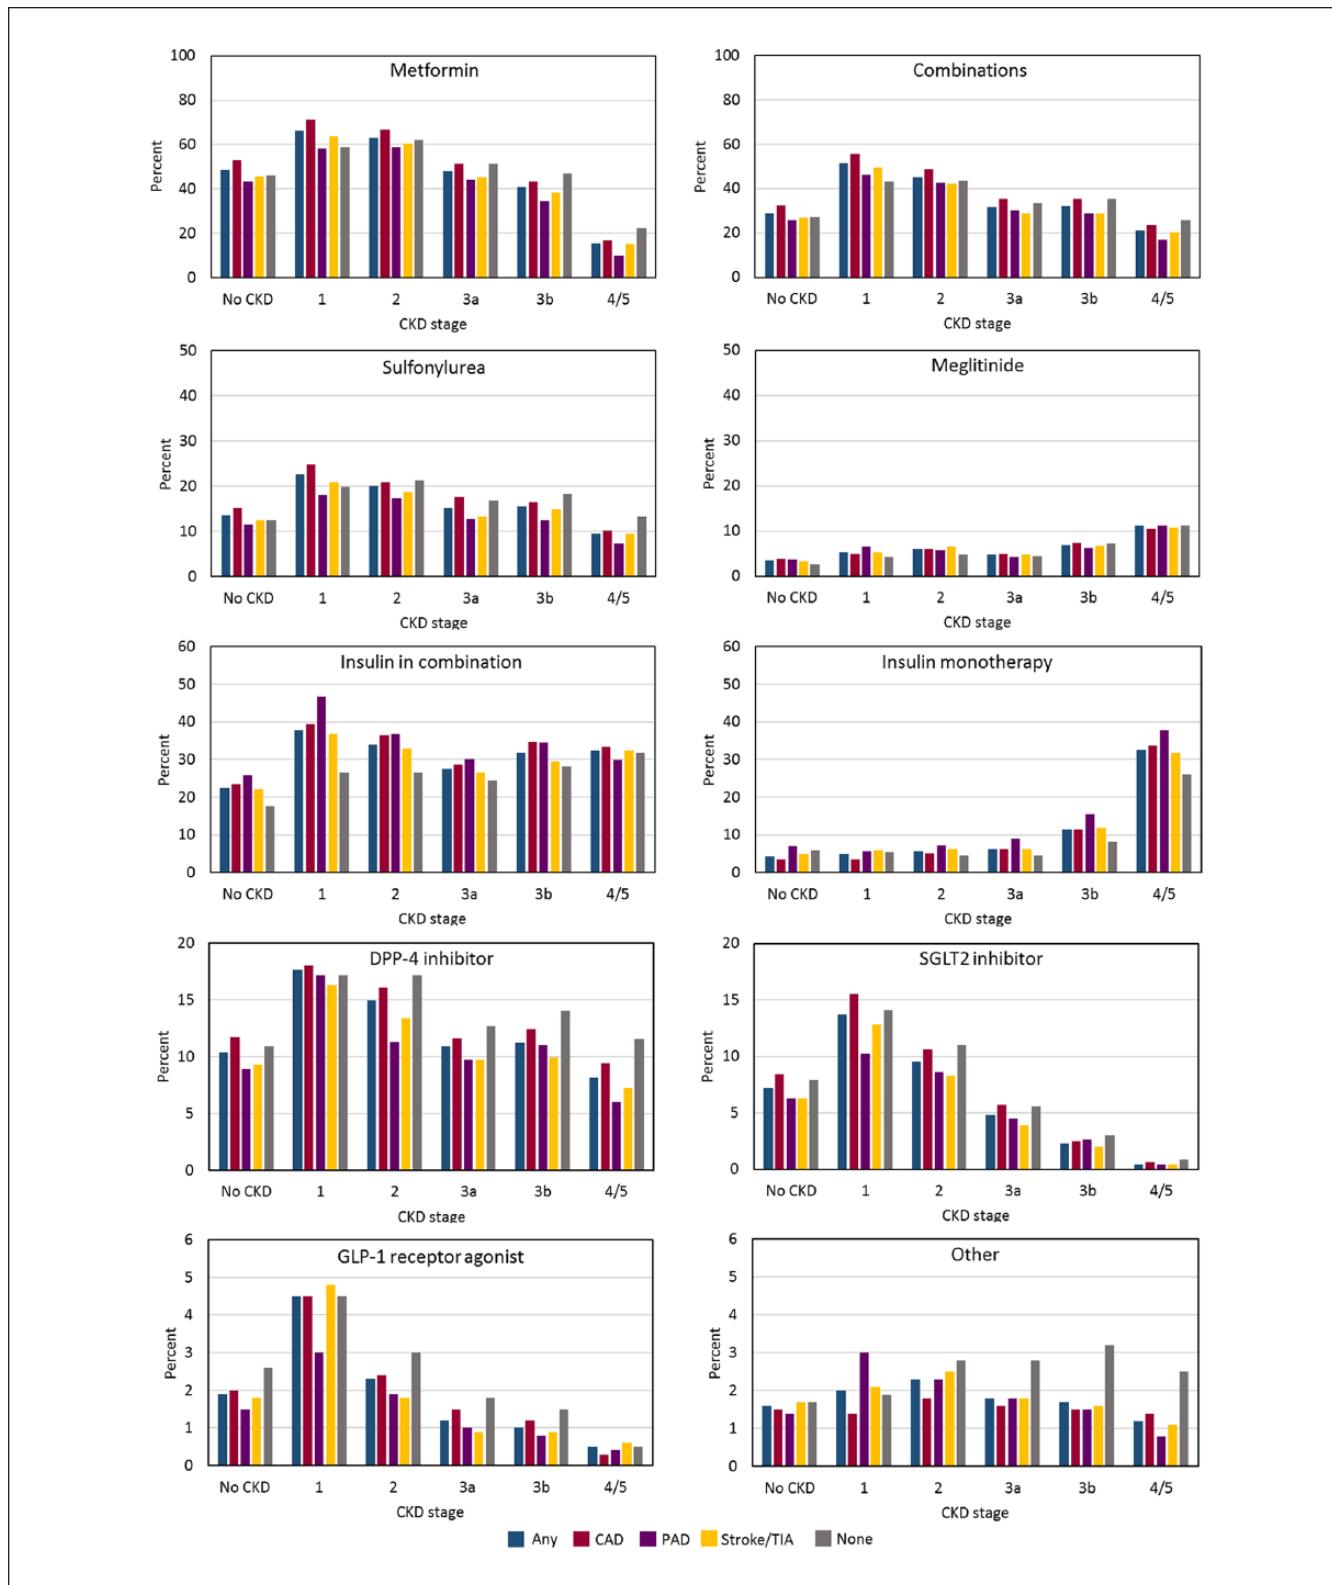 Metformin
Percent
100
80
60
40
20
0
No CKD 1 2 3a 3b 4/5
CKD stage
Combinations
Percent
100
80
60
40
20
0
No CKD 1 2 3a 3b 4/5
CKD stage
Sulfonylurea
Percent
50
40
30
20
10
0
No CKD 1 2 3a 3b 4/5
CKD stage
Meglitinide
Percent
50
40
30
20
10
0
No CKD 1 2 3a 3b 4/5
CKD stage
Insulin in combination
Percent
60
50
40
30
20
10
0
No CKD 1 2 3a 3b 4/5
CKD stage
Insulin monotherapy
Percent
60
50
40
30
20
10
0
No CKD 1 2 3a 3b 4/5
CKD stage
DPP-4 inhibitor
Percent
20
15
10
5
0
No CKD 1 2 3a 3b 4/5
CKD stage
SGLT2 inhibitor
Percent
20
15
10
5
0
No CKD 1 2 3a 3b 4/5
CKD stage
GLP-1 receptor agonist
Percent
6
5
4
3
2
1
0
No CKD 1 2 3a 3b 4/5
CKD stage
Other
Percent
6
5
4
3
2
1
0
No CKD 1 2 3a 3b 4/5
CKD stage
Any CAD PAD Stroke/TIA None